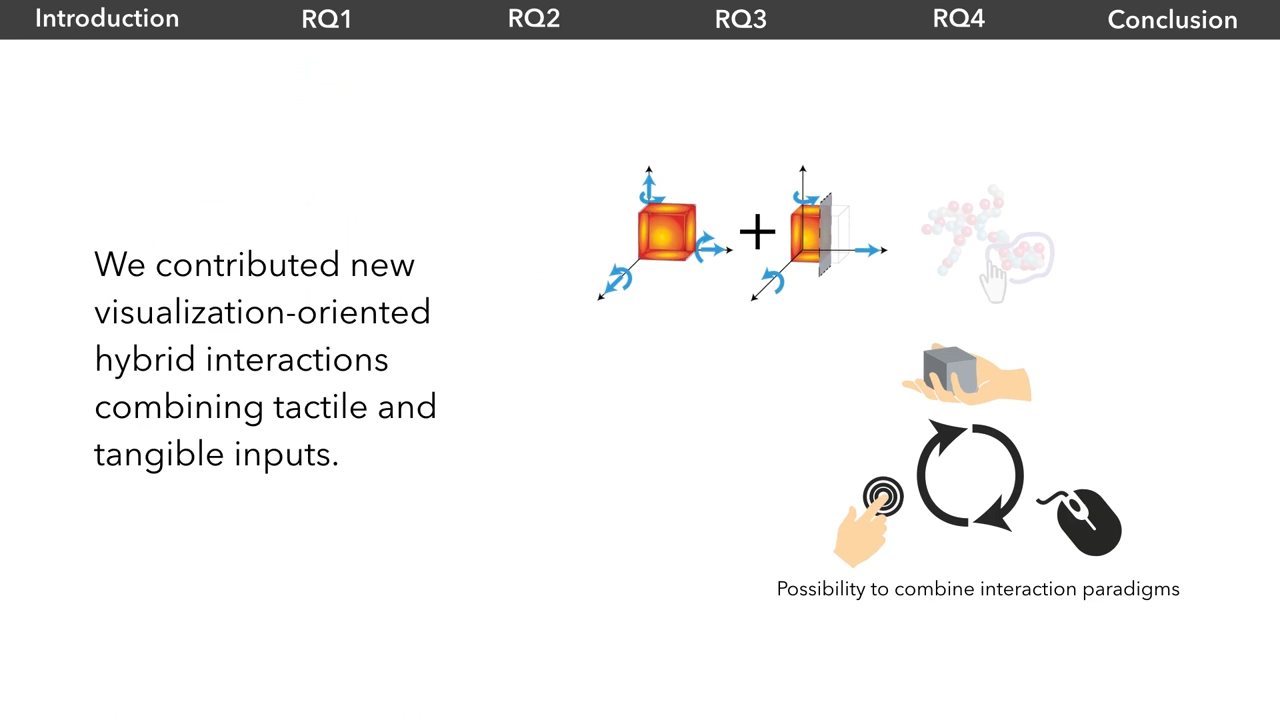 Introduction RQ1 RQ2 RQ3 RQ4 Conclusion
We contributed new
visualization-oriented
hybrid interactions
combining tactile and
tangible inputs.
+
Possibility to combine interaction paradigms